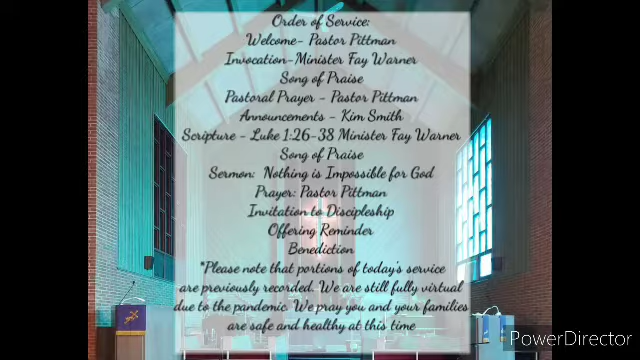 Order of Service:
Welcome- Pastor Pittman
Invocation-Minister Fay Warner
Song of Praise
Pastoral Prayer - Pastor Pittman
Announcements - Kim Smith
Scripture - Luke 1:26-38 Minister Fay Warner
Song of Praise
Sermon: Nothing is Impossible for God
Prayer: Pastor Pittman
Invitation to Discipleship
Offering Reminder
Benediction
*Please note that portions of today's service
are previously recorded. We are still fully virtual
due to the pandemic. We pray you and your families
are safe and healthy at this time
PowerDirector